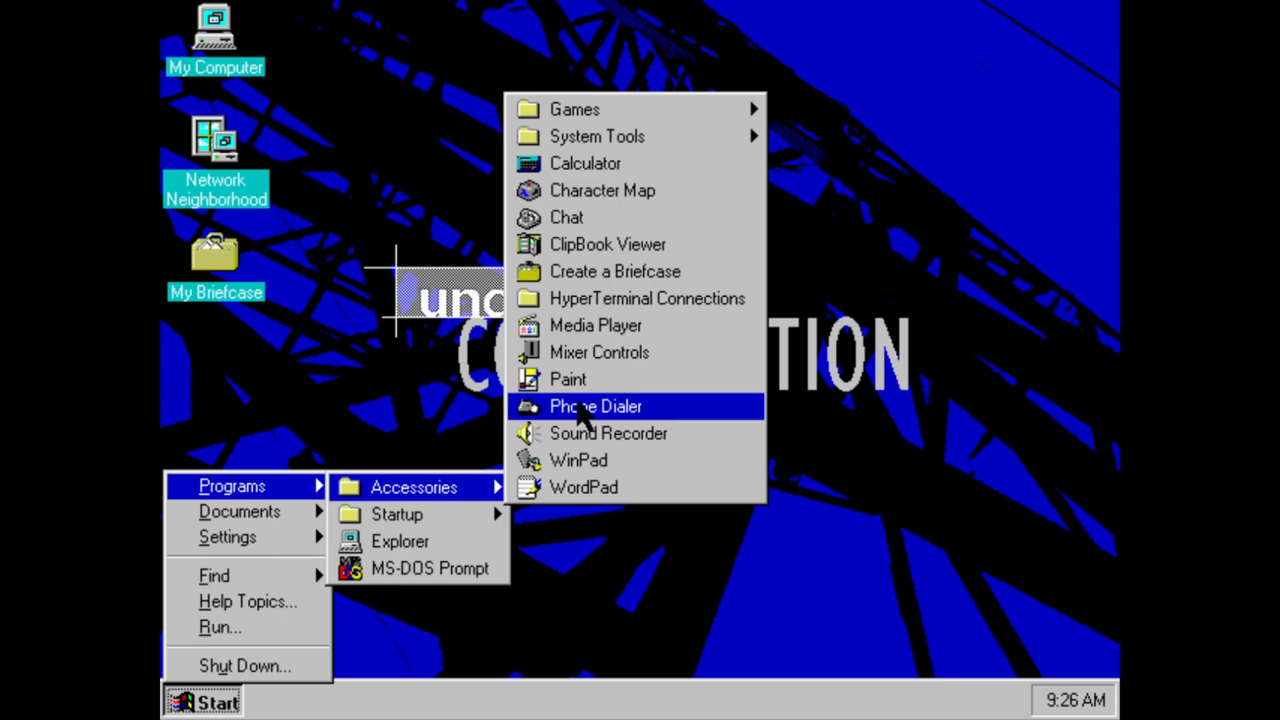 My Computer
Network
Neighborhood
My Briefcase
Games
System Tools
Calculator
Character Map
Chat
ClipBook Viewer
Create a Briefcase
HyperTerminal Connections
Media Player
Mixer Controls
Paint
Phone Dialer
Sound Recorder
WinPad
WordPad
Programs
Documents
Settings
Find
Help Topics...
Run...
Shut Down...
Accessories
Startup
Explorer
MS-DOS Prompt
Start
9:26 AM